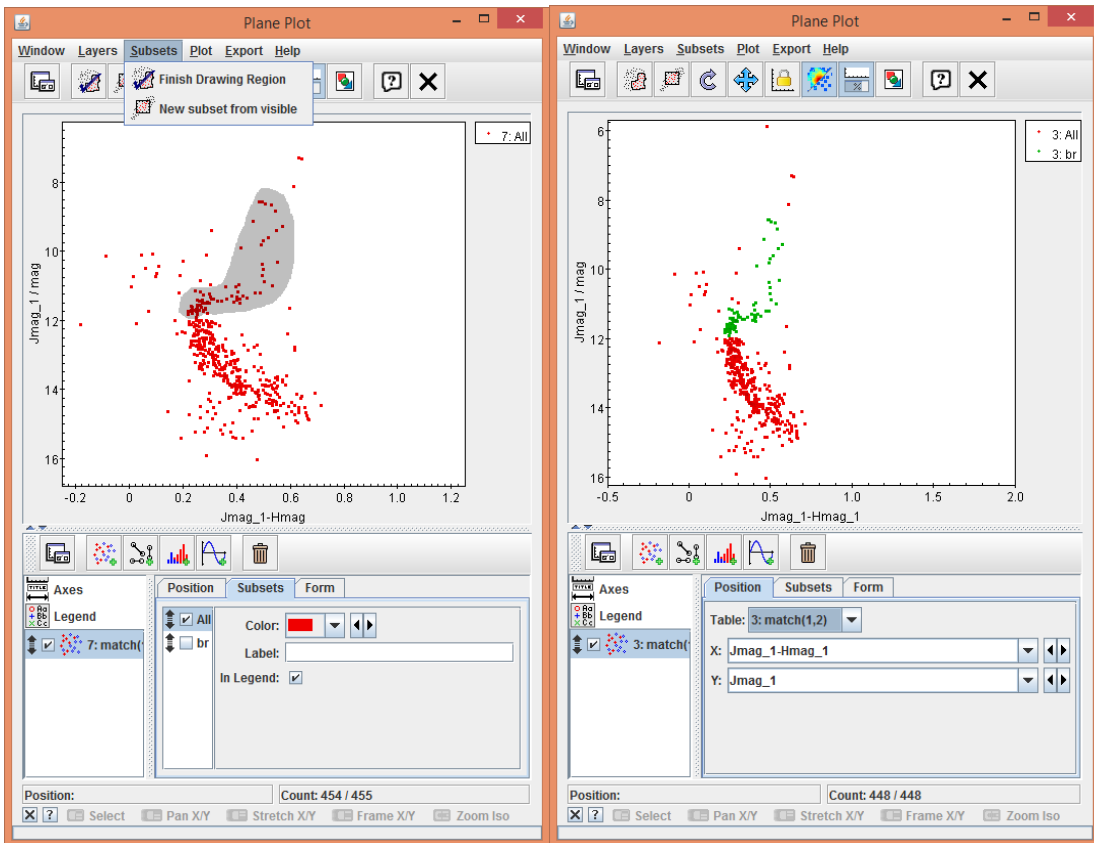 Plane Plot
Window Layers Subsets Plot Export Help
Finish Drawing Region
New subset from visible
7: All
8
10
12
14
16
Jmag_1 / mag
-0.2 0 0.2 0.4 0.6 0.8 1.0 1.2
Jmag_1-Hmag
Axes
Legend
7: match(
Position Subsets Form
All
br
Color:
Label:
In Legend:
Position:
Count: 454 / 455
Select Pan X/Y Stretch X/Y Frame X/Y Zoom Iso
Plane Plot
Window Layers Subsets Plot Export Help
3: All
3: br
6
8
10
12
14
16
Jmag_1 / mag
-0.5 0 0.5 1.0 1.5 2.0
Jmag_1-Hmag_1
Axes
Legend
3: match(
Position Subsets Form
Table: 3: match(1,2)
X: Jmag_1-Hmag_1
Y: Jmag_1
Position:
Count: 448 / 448
Select Pan X/Y Stretch X/Y Frame X/Y Zoom Iso